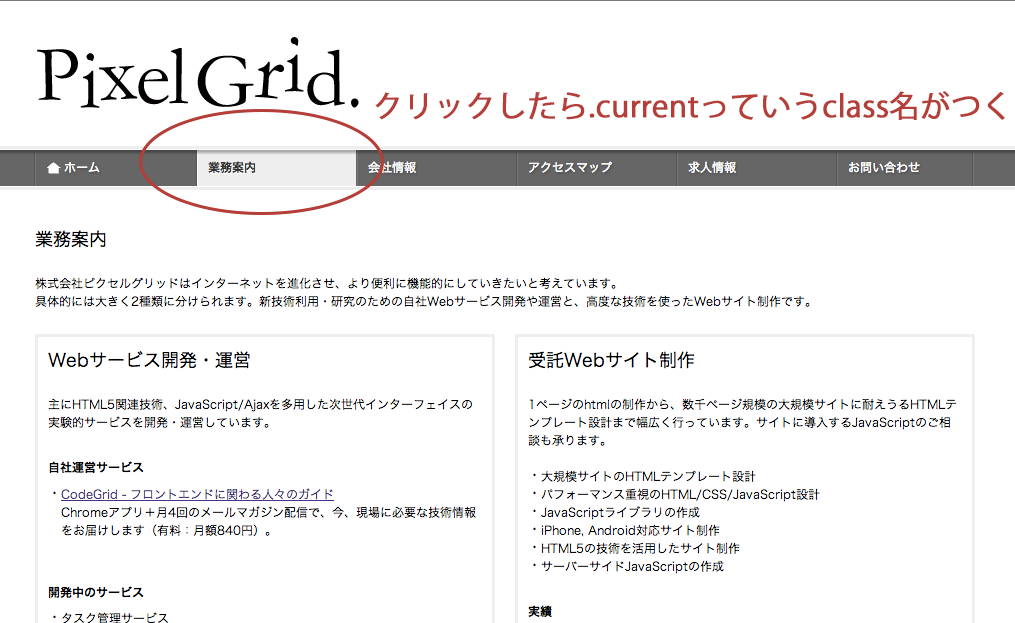 PixelGrid.
クリックしたら.currentっていうclass名がつく
ホーム 業務案内 会社情報 アクセスマップ 求人情報 お問い合わせ
業務案内
株式会社ピクセルグリッドはインターネットを進化させ、より便利に機能的にしていきたいと考えています。
具体的には大きく2種類に分けられます。新技術利用・研究のための自社Webサービス開発や運営と、高度な技術を使ったWebサイト制作です。
Webサービス開発・運営
主にHTML5関連技術、JavaScript/Ajaxを多用した次世代インターフェイスの
実験的サービスを開発・運営しています。
自社運営サービス
・CodeGrid - フロントエンドに関わる人々のガイド
Chromeアプリ＋月4回のメールマガジン配信で、今、現場に必要な技術情報
をお届けします（有料：月額840円）。
開発中のサービス
・タスク管理サービス
受託Webサイト制作
1ページのhtmlの制作から、数千ページ規模の大規模サイトに耐えうるHTMLテ
ンプレート設計まで幅広く行っています。サイトに導入するJavaScriptのご相
談も承ります。
・大規模サイトのHTMLテンプレート設計
・パフォーマンス重視のHTML/CSS/JavaScript設計
・JavaScriptライブラリの作成
・iPhone, Android対応サイト制作
・HTML5の技術を活用したサイト制作
・サーバーサイドJavaScriptの作成
実績